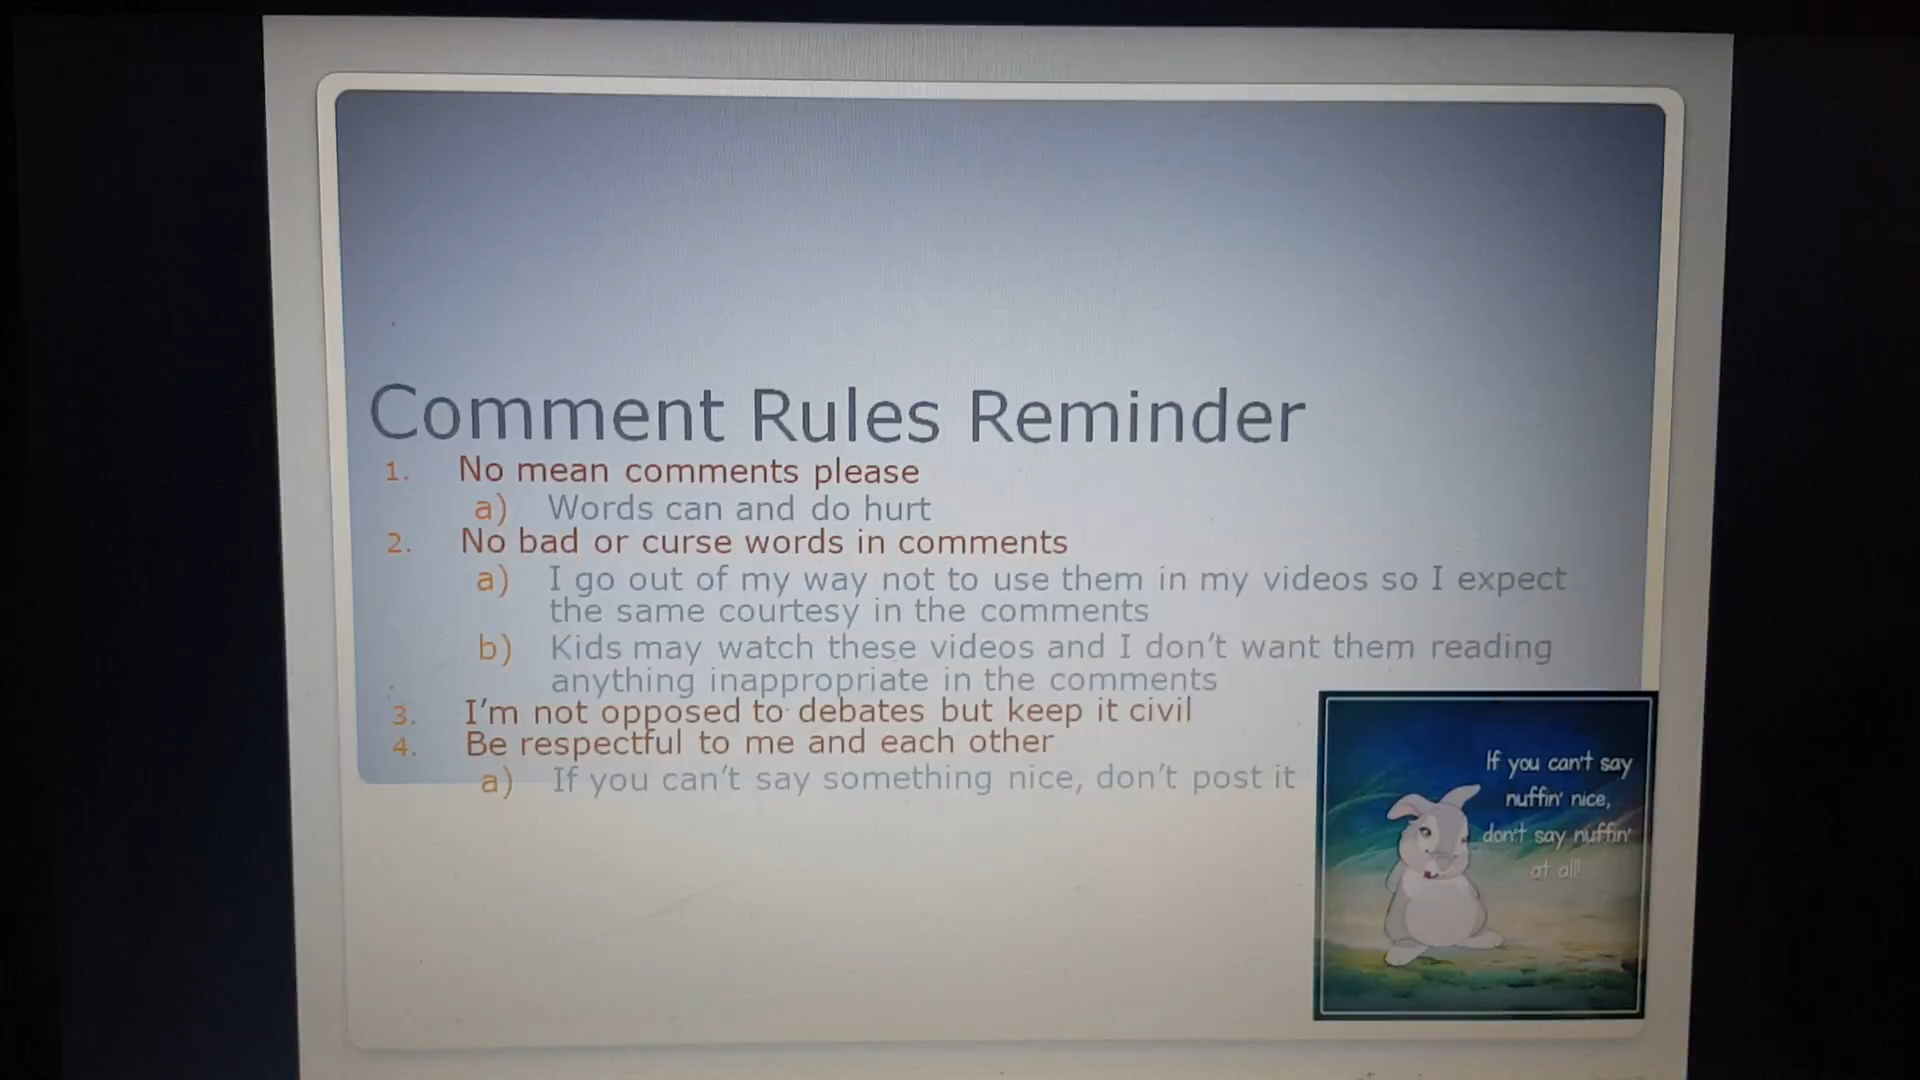 Comment Rules Reminder
1. No mean comments please
a) Words can and do hurt
2. No bad or curse words in comments
a) I go out of my way not to use them in my videos so I expect
the same courtesy in the comments
b) Kids may watch these videos and I don't want them reading
anything inappropriate in the comments
3. I'm not opposed to debates but keep it civil
4. Be respectful to me and each other
a) If you can't say something nice, don't post it
If you can't say
nuffin' nice,
don't say nuffin'
at all!